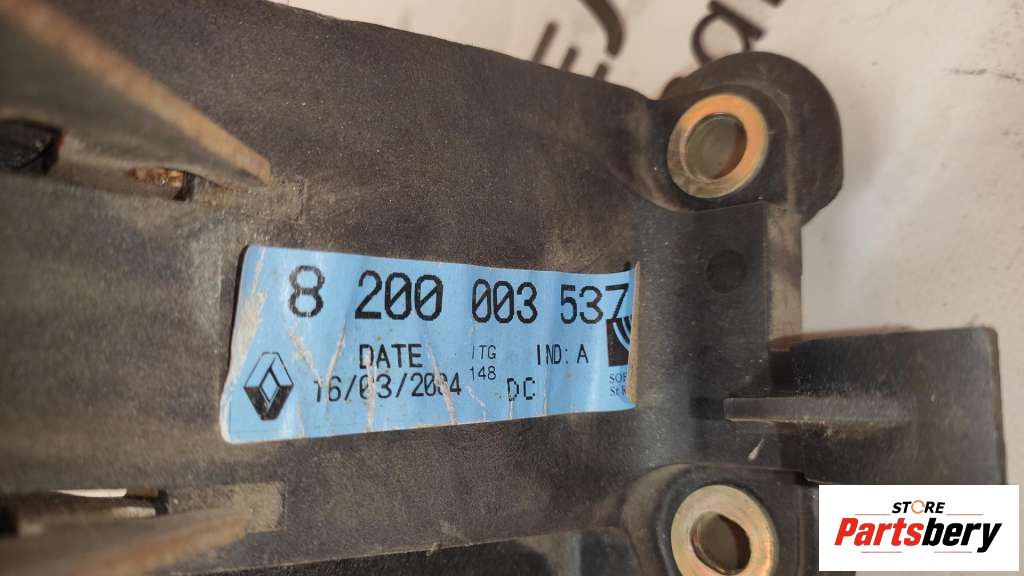 8 200 003 537
DATE ITG IND: A
16/03/2004 148 DC
STORE
Partsbery